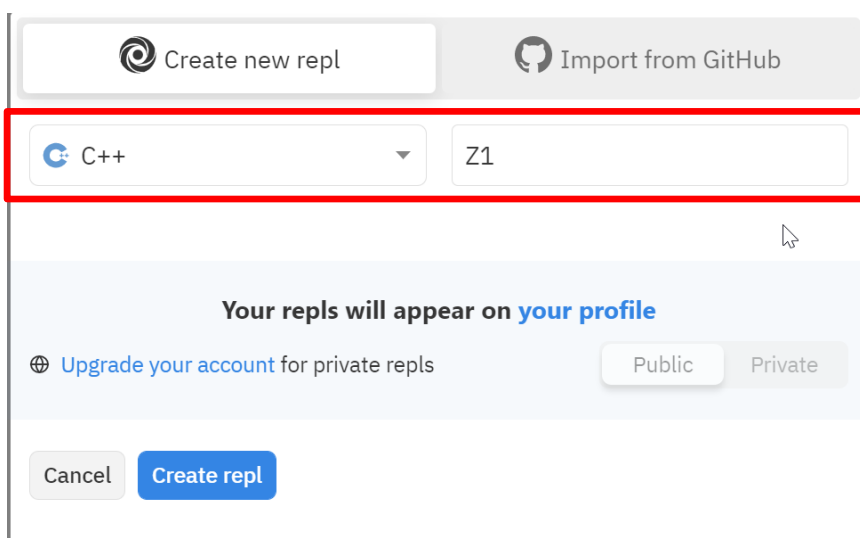 Create new repl
Import from GitHub
C++
Z1
Your repls will appear on your profile
Upgrade your account for private repls
Public
Private
Cancel
Create repl